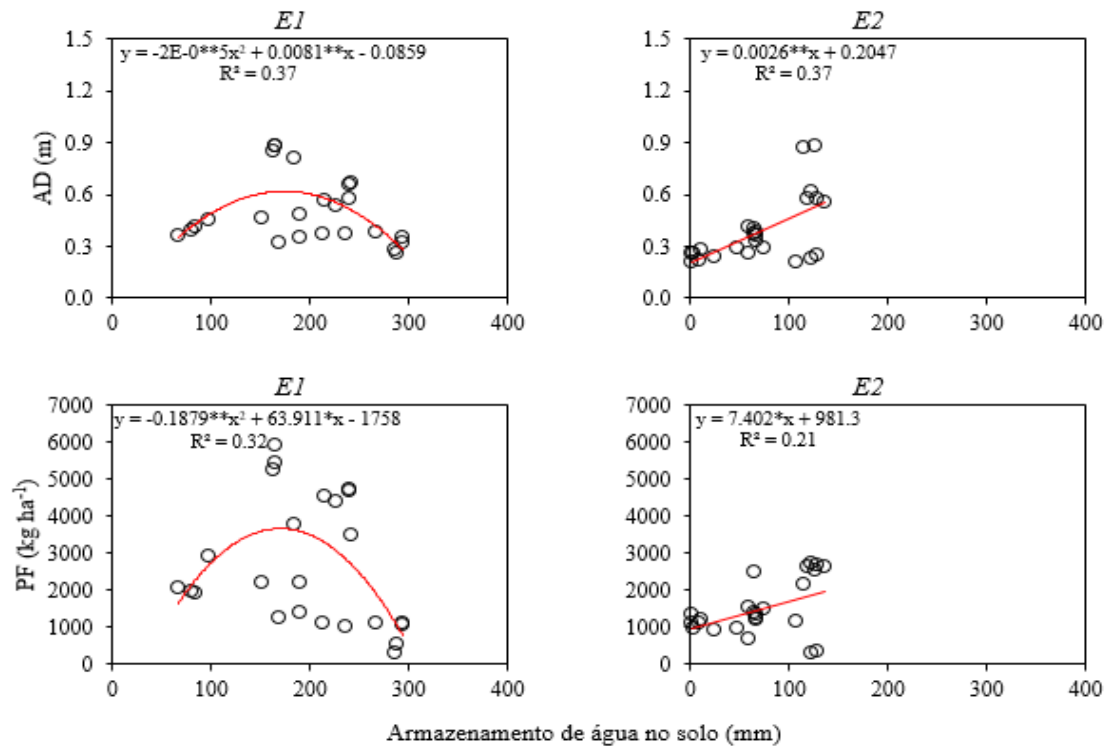 E1
y = -2E-0**5x² + 0.0081**x - 0.0859
R² = 0.37
AD (m)
1.5
1.2
0.9
0.6
0.3
0.0
0 100 200 300 400
E2
y = 0.0026**x + 0.2047
R² = 0.37
1.5
1.2
0.9
0.6
0.3
0.0
0 100 200 300 400
E1
y = -0.1879**x² + 63.911*x - 1758
R² = 0.32
PF (kg ha⁻¹)
7000
6000
5000
4000
3000
2000
1000
0
0 100 200 300 400
E2
y = 7.402*x + 981.3
R² = 0.21
7000
6000
5000
4000
3000
2000
1000
0
0 100 200 300 400
Armazenamento de água no solo (mm)